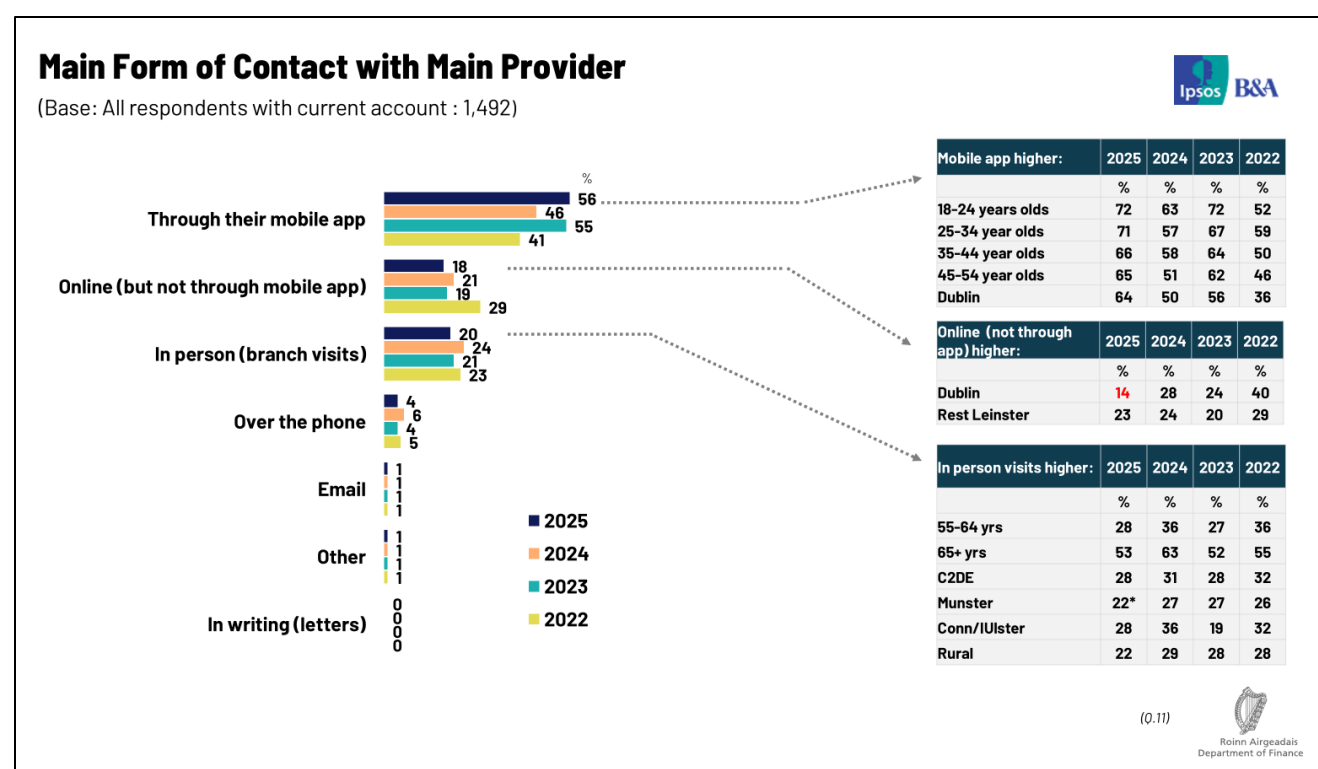 Main Form of Contact with Main Provider
(Base: All respondents with current account : 1,492)
Ipsos B&A
%
Through their mobile app
56
46
55
41
Online (but not through mobile app)
18
21
19
29
In person (branch visits)
20
24
21
23
Over the phone
4
6
4
5
Email
1
1
1
1
Other
1
1
1
1
In writing (letters)
0
0
0
0
2025
2024
2023
2022
Mobile app higher: 2025 2024 2023 2022
% % % %
18-24 years olds 72 63 72 52
25-34 year olds 71 57 67 59
35-44 year olds 66 58 64 50
45-54 year olds 65 51 62 46
Dublin 64 50 56 36
Online (not through
app) higher: 2025 2024 2023 2022
% % % %
Dublin 14 28 24 40
Rest Leinster 23 24 20 29
In person visits higher: 2025 2024 2023 2022
% % % %
55-64 yrs 28 36 27 36
65+ yrs 53 63 52 55
C2DE 28 31 28 32
Munster 22* 27 27 26
Conn/lUlster 28 36 19 32
Rural 22 29 28 28
(Q.11)
Roinn Airgeadais
Department of Finance